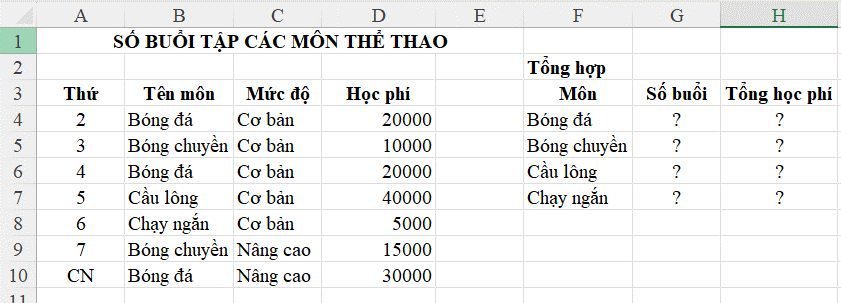 A B C D E F G H
1 SỐ BUỔI TẬP CÁC MÔN THỂ THAO
2 Tổng hợp
3 Thứ Tên môn Mức độ Học phí Môn Số buổi Tổng học phí
4 2 Bóng đá Cơ bản 20000 Bóng đá ? ?
5 3 Bóng chuyền Cơ bản 10000 Bóng chuyền ? ?
6 4 Bóng đá Cơ bản 20000 Cầu lông ? ?
7 5 Cầu lông Cơ bản 40000 Chạy ngắn ? ?
8 6 Chạy ngắn Cơ bản 5000
9 7 Bóng chuyền Nâng cao 15000
10 CN Bóng đá Nâng cao 30000
11